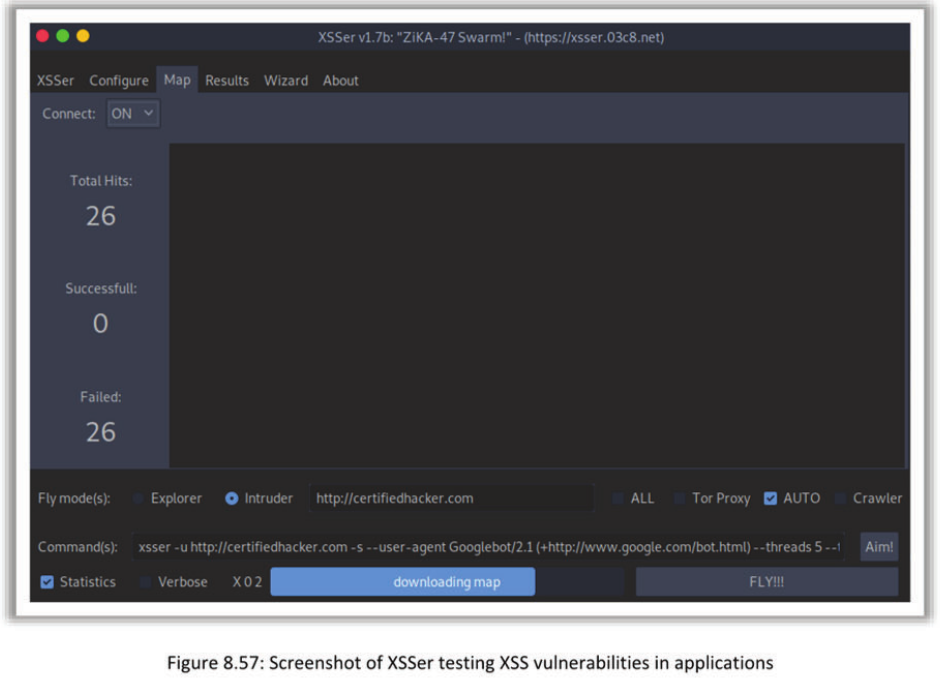 XSSer v1.7b: "ZiKA-47 Swarm!" - (https://xsser.03c8.net)
XSSer Configure Map Results Wizard About
Connect: ON
Total Hits:
26
Successfull:
0
Failed:
26
Fly mode(s): Explorer Intruder http://certifiedhacker.com ALL Tor Proxy AUTO Crawler
Command(s): xsser -u http://certifiedhacker.com -s --user-agent Googlebot/2.1 (+http://www.google.com/bot.html) --threads 5 -- Aim!
Statistics Verbose X 0 2 downloading map FLY!!!
Figure 8.57: Screenshot of XSSer testing XSS vulnerabilities in applications